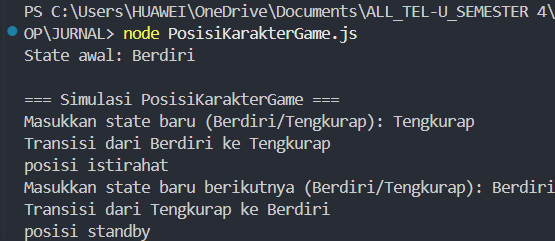 PS C:\Users\HUAWEI\OneDrive\Documents\ALL_TEL-U_SEMESTER 4\
OP\JURNAL> node PosisiKarakterGame.js
State awal: Berdiri
=== Simulasi PosisiKarakterGame ===
Masukkan state baru (Berdiri/Tengkurap): Tengkurap
Transisi dari Berdiri ke Tengkurap
posisi istirahat
Masukkan state baru berikutnya (Berdiri/Tengkurap): Berdiri
Transisi dari Tengkurap ke Berdiri
posisi standby